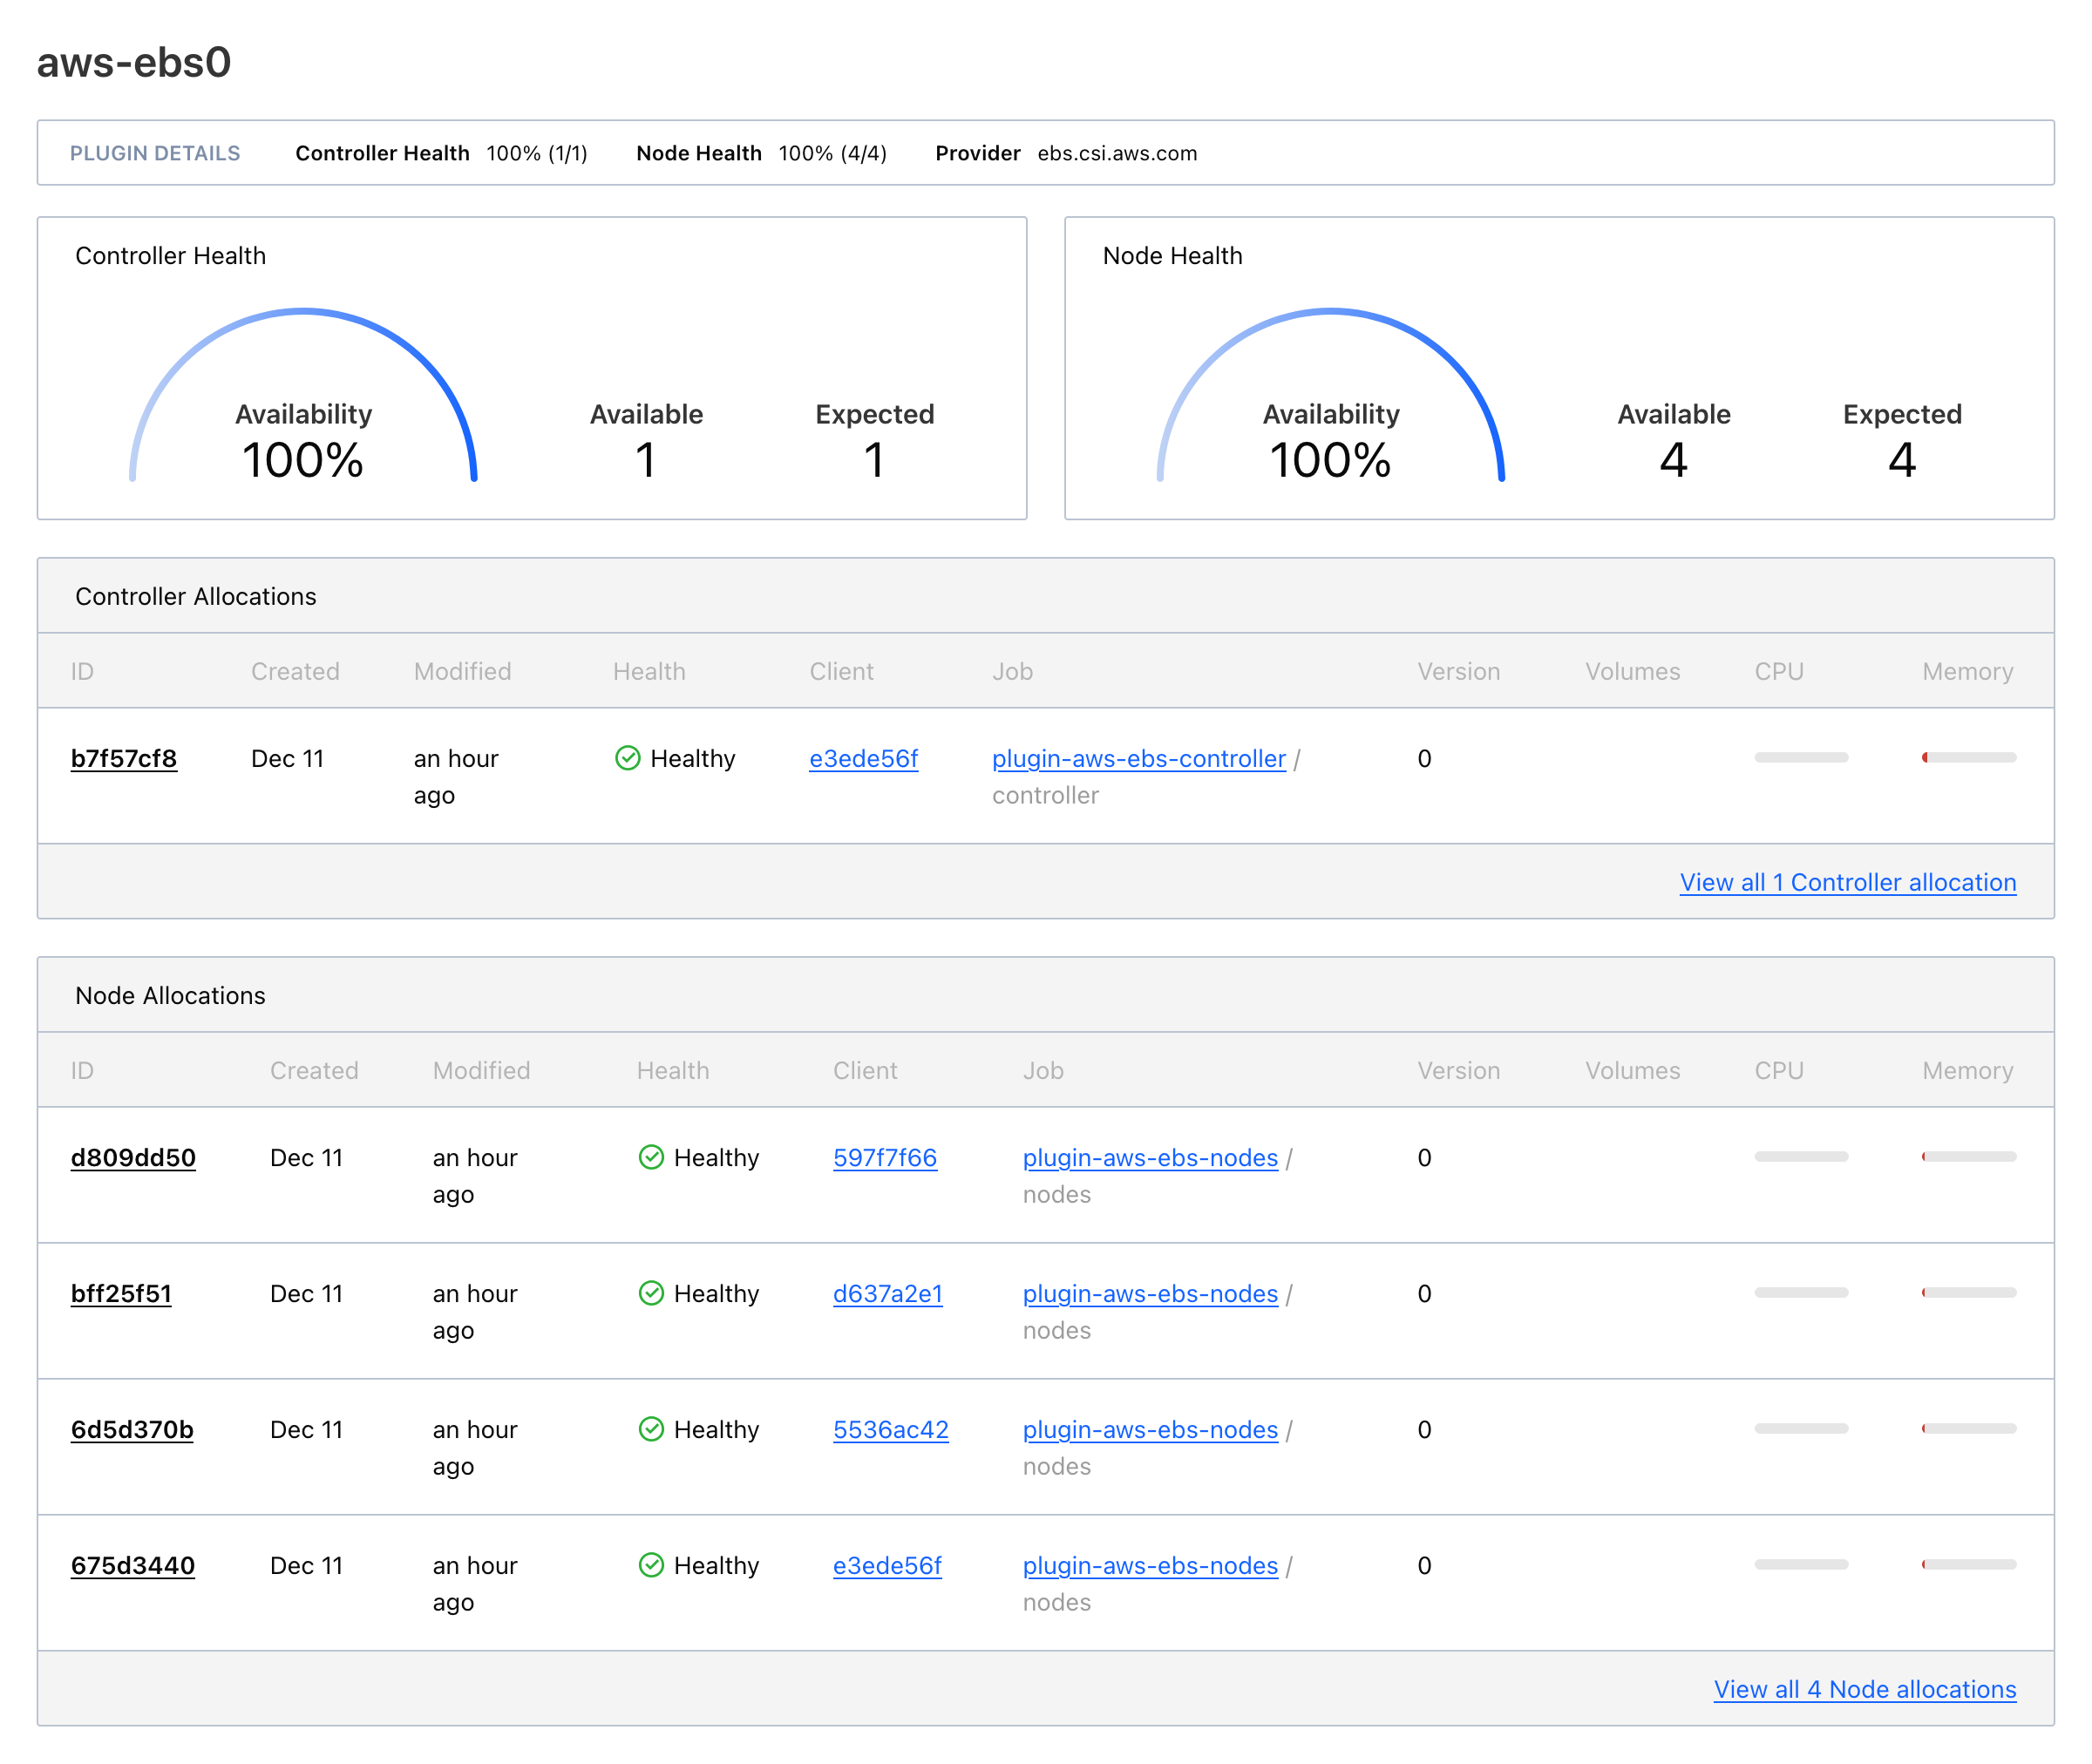 aws-ebs0
PLUGIN DETAILS Controller Health 100% (1/1) Node Health 100% (4/4) Provider ebs.csi.aws.com
Controller Health
Availability Available Expected
100% 1 1
Node Health
Availability Available Expected
100% 4 4
Controller Allocations
ID Created Modified Health Client Job Version Volumes CPU Memory
b7f57cf8 Dec 11 an hour Healthy e3ede56f plugin-aws-ebs-controller / 0
ago controller
View all 1 Controller allocation
Node Allocations
ID Created Modified Health Client Job Version Volumes CPU Memory
d809dd50 Dec 11 an hour Healthy 597f7f66 plugin-aws-ebs-nodes / 0
ago nodes
bff25f51 Dec 11 an hour Healthy d637a2e1 plugin-aws-ebs-nodes / 0
ago nodes
6d5d370b Dec 11 an hour Healthy 5536ac42 plugin-aws-ebs-nodes / 0
ago nodes
675d3440 Dec 11 an hour Healthy e3ede56f plugin-aws-ebs-nodes / 0
ago nodes
View all 4 Node allocations